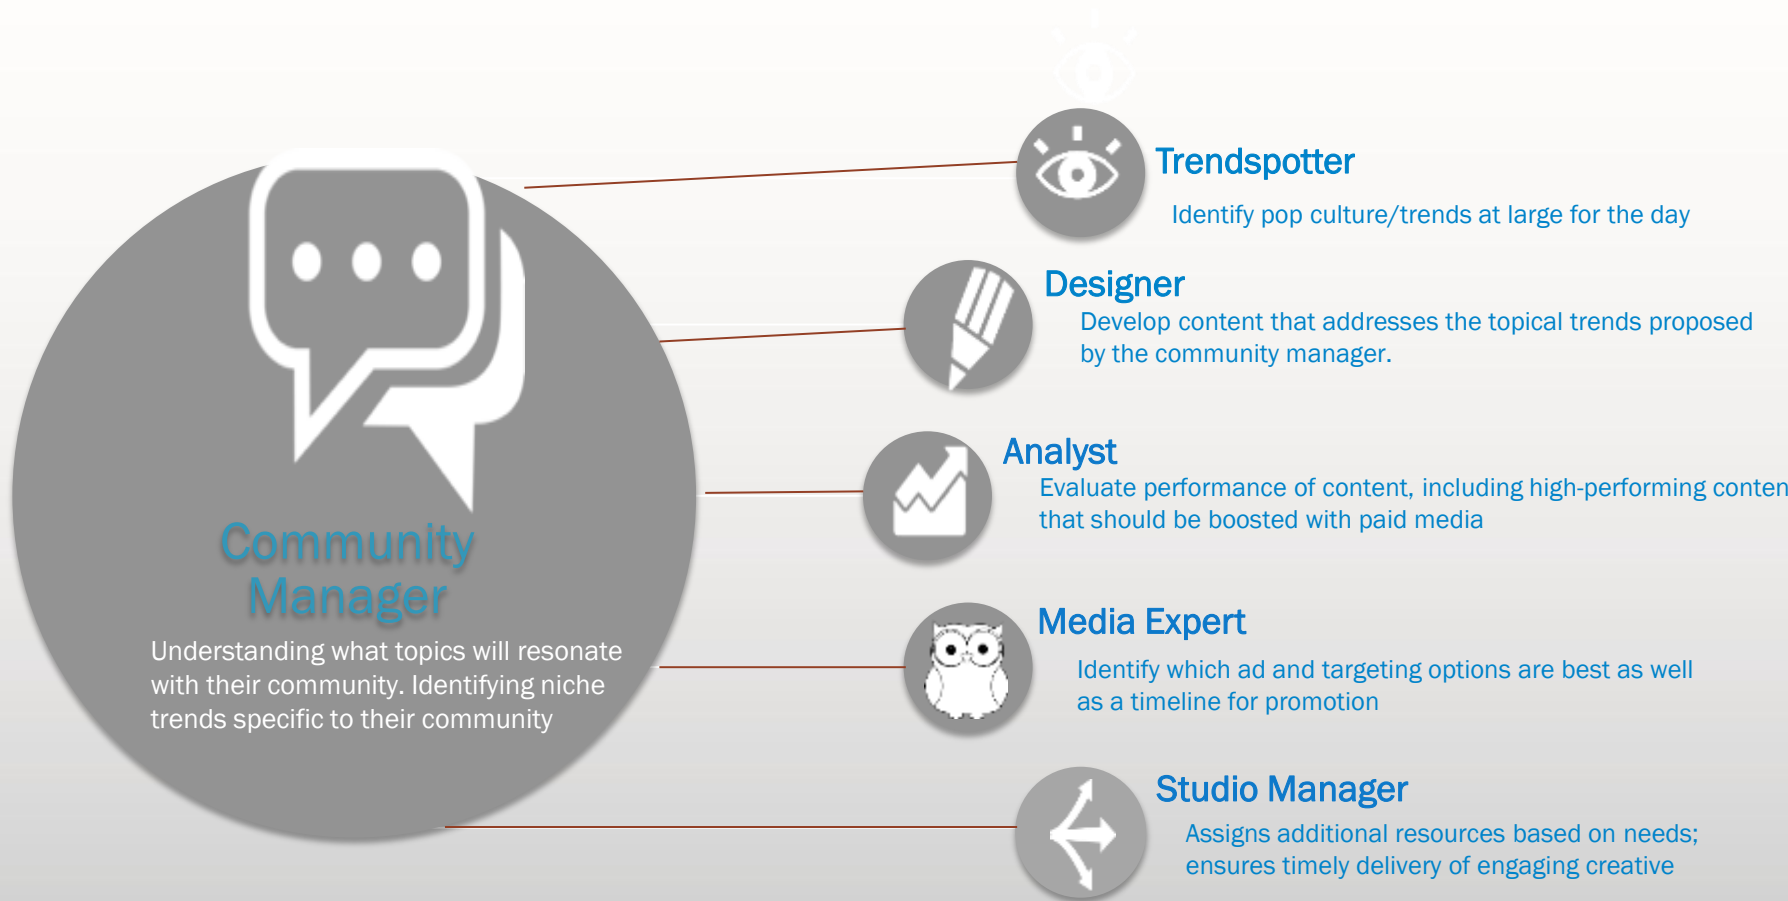 Trendspotter
Identify pop culture/trends at large for the day
Designer
Develop content that addresses the topical trends proposed
by the community manager.
Analyst
Evaluate performance of content, including high-performing conten
that should be boosted with paid media
Community
Manager
Understanding what topics will resonate
with their community. Identifying niche
trends specific to their community
Media Expert
Identify which ad and targeting options are best as well
as a timeline for promotion
Studio Manager
Assigns additional resources based on needs;
ensures timely delivery of engaging creative